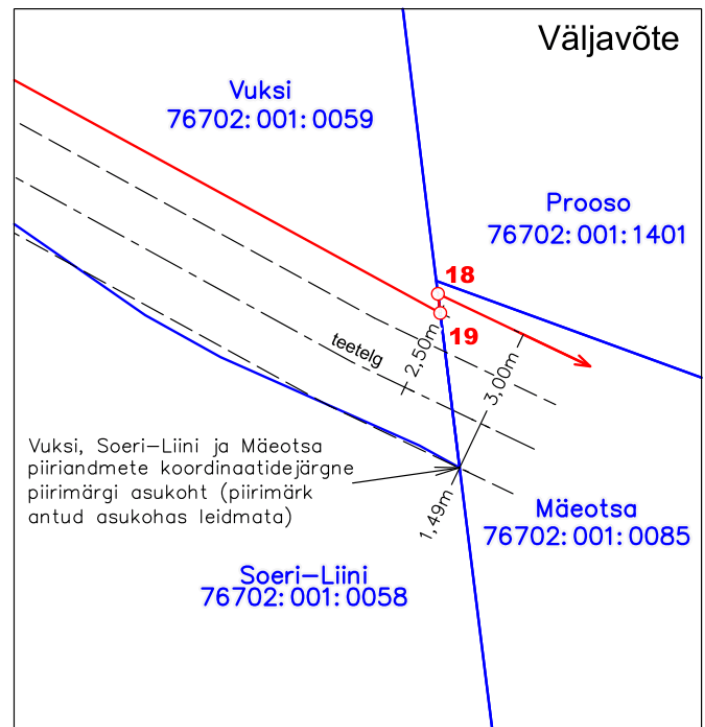 Väljavõte
Vuksi
76702:001:0059
Prooso
76702:001:1401
18
19
2,50m
teetelg
3,00m
Vuksi, Soeri-Liini ja Mäeotsa
piiriandmete koordinaatidejärgne
piirimärgi asukoht (piirimärk
antud asukohas leidmata)
1,49m
Mäeotsa
76702:001:0085
Soeri-Liini
76702:001:0058